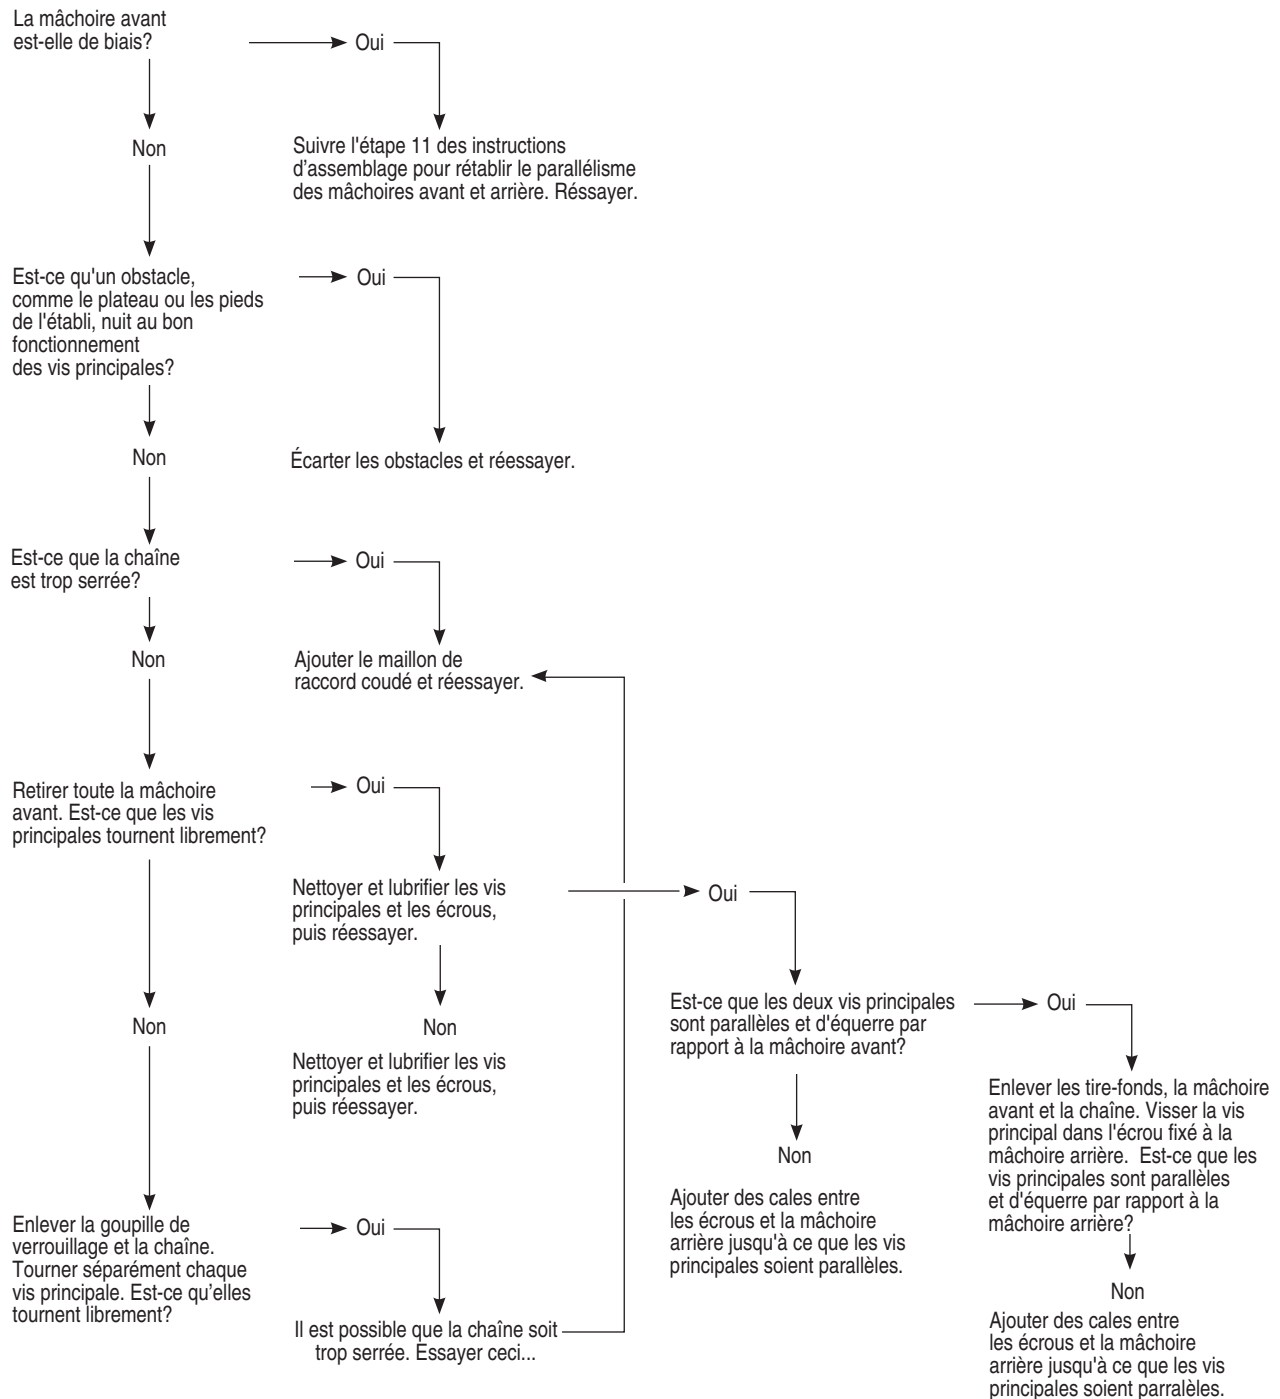 La mâchoire avant
est-elle de biais?
Oui
Non
Suivre l'étape 11 des instructions
d'assemblage pour rétablir le parallélisme
des mâchoires avant et arrière. Réssayer.
Est-ce qu'un obstacle,
comme le plateau ou les pieds
de l'établi, nuit au bon
fonctionnement
des vis principales?
Oui
Non
Écarter les obstacles et réessayer.
Est-ce que la chaîne
est trop serrée?
Oui
Non
Ajouter le maillon de
raccord coudé et réessayer.
Retirer toute la mâchoire
avant. Est-ce que les vis
principales tournent librement?
Oui
Nettoyer et lubrifier les vis
principales et les écrous,
puis réessayer.
Oui
Non
Non
Nettoyer et lubrifier les vis
principales et les écrous,
puis réessayer.
Est-ce que les deux vis principales
sont parallèles et d'équerre par
rapport à la mâchoire avant?
Oui
Non
Ajouter des cales entre
les écrous et la mâchoire
arrière jusqu'à ce que les vis
principales soient parallèles.
Enlever les tire-fonds, la mâchoire
avant et la chaîne. Visser la vis
principal dans l'écrou fixé à la
mâchoire arrière. Est-ce que les
vis principales sont parallèles
et d'équerre par rapport à la
mâchoire arrière?
Non
Ajouter des cales entre
les écrous et la mâchoire
arrière jusqu'à ce que les vis
principales soient parralèles.
Enlever la goupille de
verrouillage et la chaîne.
Tourner séparément chaque
vis principale. Est-ce qu'elles
tournent librement?
Oui
Il est possible que la chaîne soit
trop serrée. Essayer ceci...